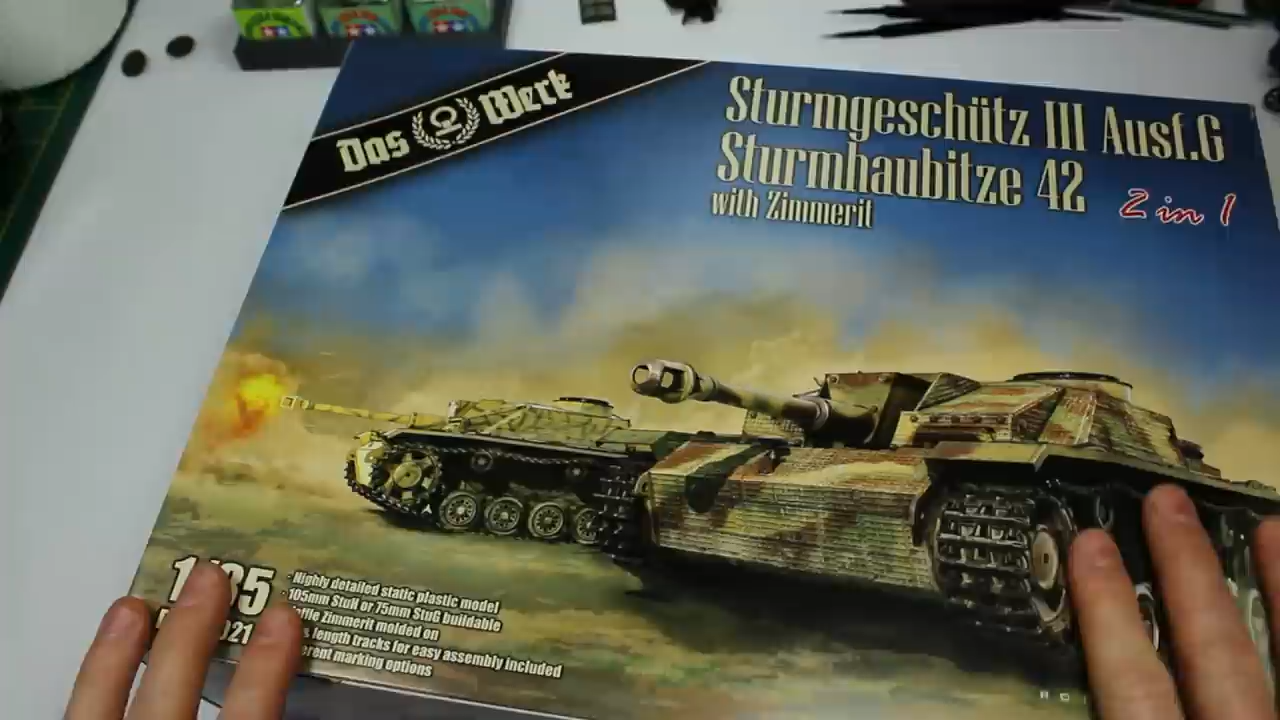 Das Werk
Sturmgeschütz III Ausf.G
Sturmhaubitze 42
2 in 1
with Zimmerit
- Highly detailed static plastic model
- 105mm StuH or 75mm StuG buildable
Zimmerit molded on
length tracks for easy assembly included
marking options